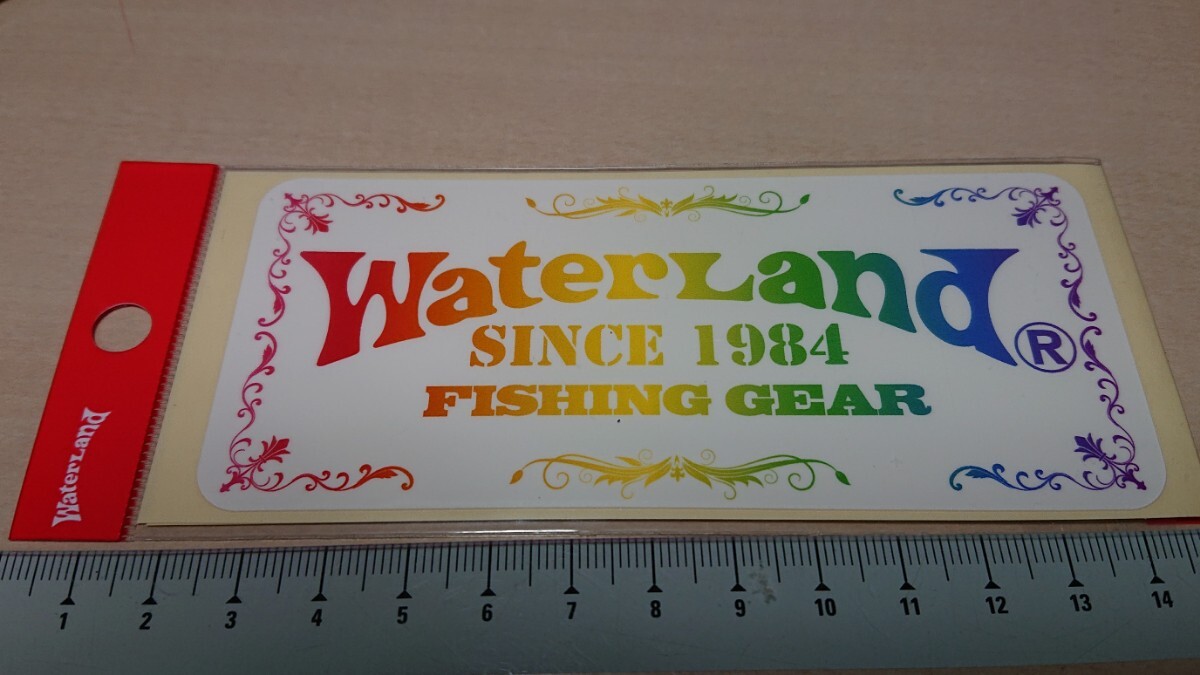 WaterLand
SINCE 1984
®
FISHING GEAR
WaterLand
1 2 3 4 5 6 7 8 9 10 11 12 13 14